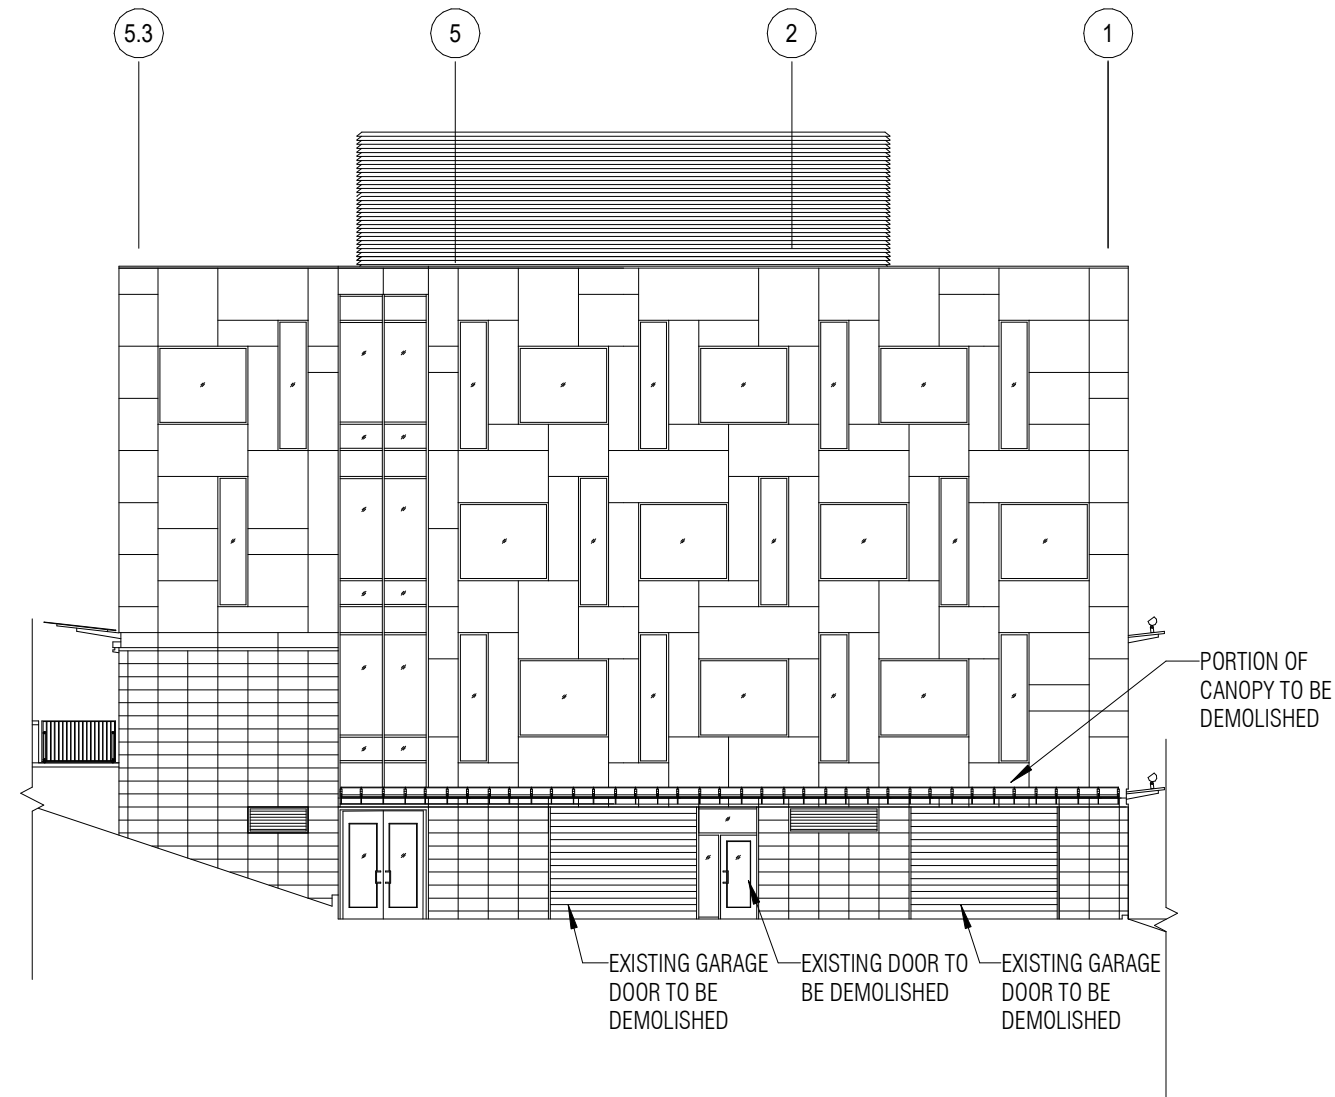 5.3
5
2
1
PORTION OF
CANOPY TO BE
DEMOLISHED
EXISTING GARAGE
DOOR TO BE
DEMOLISHED
EXISTING DOOR TO
BE DEMOLISHED
EXISTING GARAGE
DOOR TO BE
DEMOLISHED